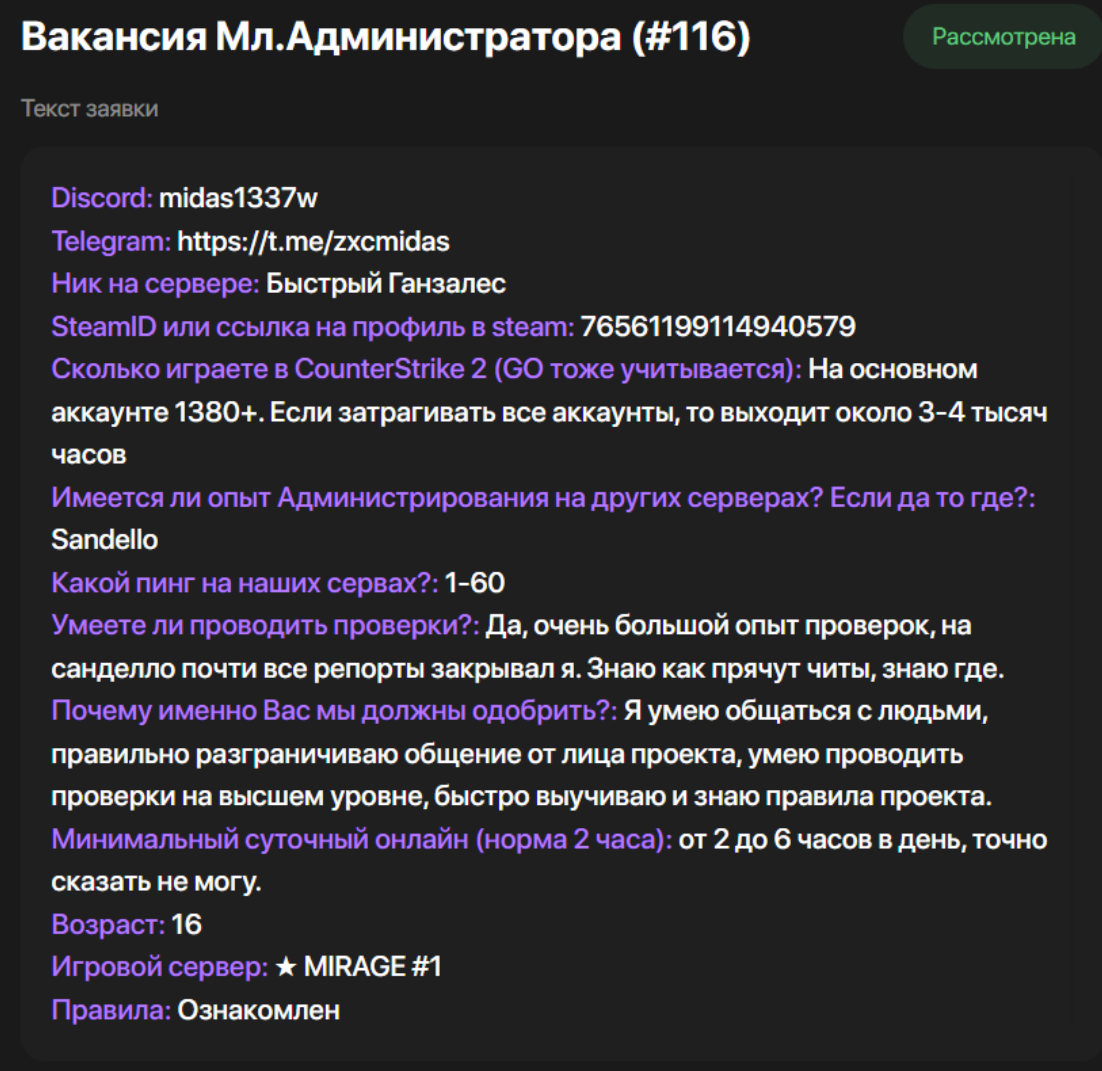 Вакансия Мл.Администратора (#116)
Рассмотрена
Текст заявки
Discord: midas1337w
Telegram: https://t.me/zxcmidas
Ник на сервере: Быстрый Ганзалес
SteamID или ссылка на профиль в steam: 76561199114940579
Сколько играете в CounterStrike 2 (GO тоже учитывается): На основном
аккаунте 1380+. Если затрагивать все аккаунты, то выходит около 3-4 тысяч
часов
Имеется ли опыт Администрирования на других серверах? Если да то где?:
Sandello
Какой пинг на наших сервах?: 1-60
Умеете ли проводить проверки?: Да, очень большой опыт проверок, на
санделло почти все репорты закрывал я. Знаю как прячут читы, знаю где.
Почему именно Вас мы должны одобрить?: Я умею общаться с людьми,
правильно разграничиваю общение от лица проекта, умею проводить
проверки на высшем уровне, быстро выучиваю и знаю правила проекта.
Минимальный суточный онлайн (норма 2 часа): от 2 до 6 часов в день, точно
сказать не могу.
Возраст: 16
Игровой сервер: ★ MIRAGE #1
Правила: Ознакомлен